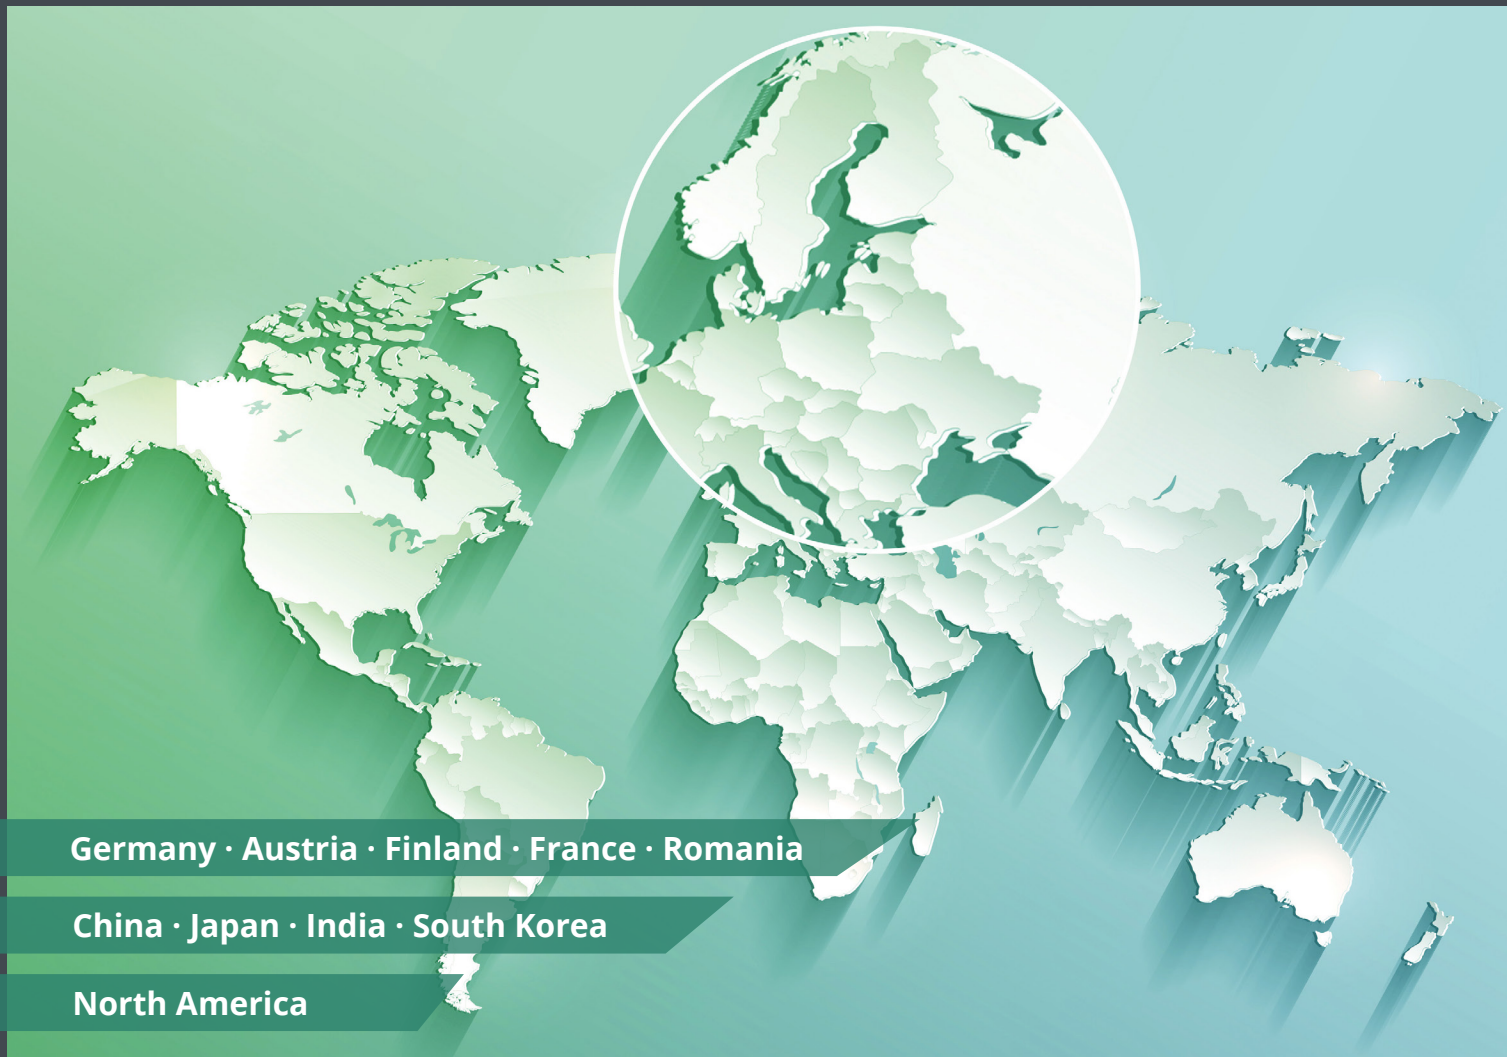 Germany · Austria · Finland · France · Romania
China · Japan · India · South Korea
North America